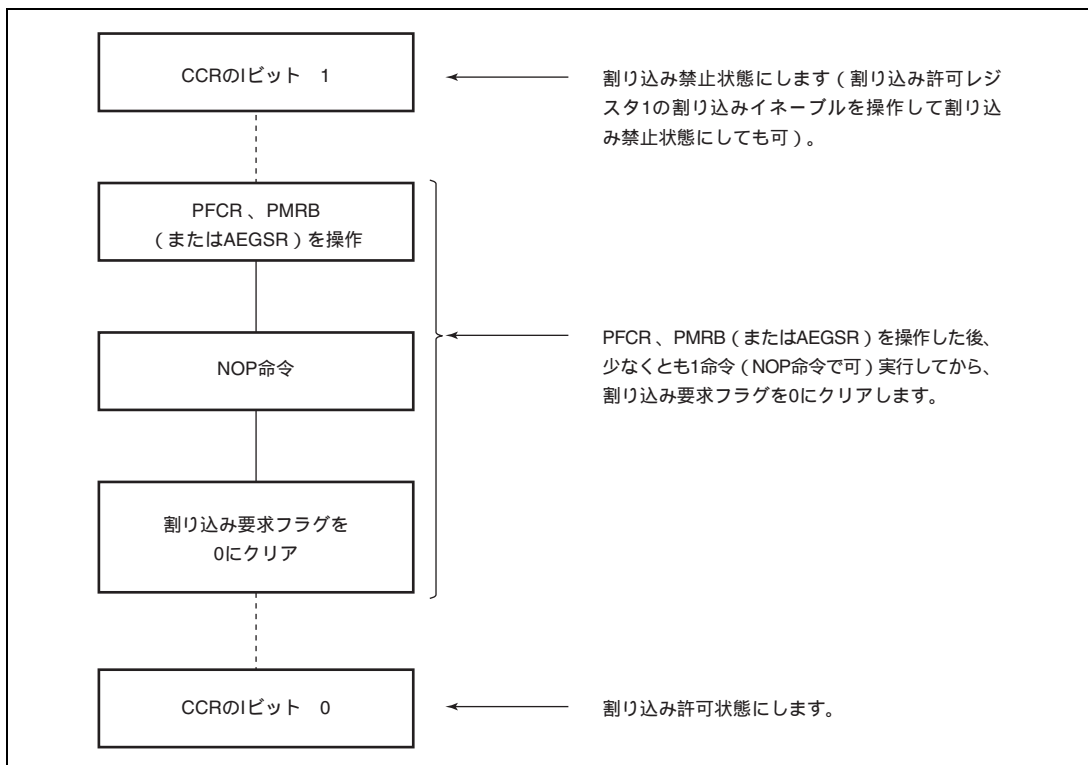 CCRのIビット　1
割り込み禁止状態にします（割り込み許可レジ
スタ1の割り込みイネーブルを操作して割り込
み禁止状態にしても可）。
PFCR 、PMRB
（またはAEGSR）を操作
NOP命令
PFCR 、PMRB（またはAEGSR）を操作した後、
少なくとも1命令（NOP命令で可）実行してから、
割り込み要求フラグを0にクリアします。
割り込み要求フラグを
0にクリア
CCRのIビット　0
割り込み許可状態にします。